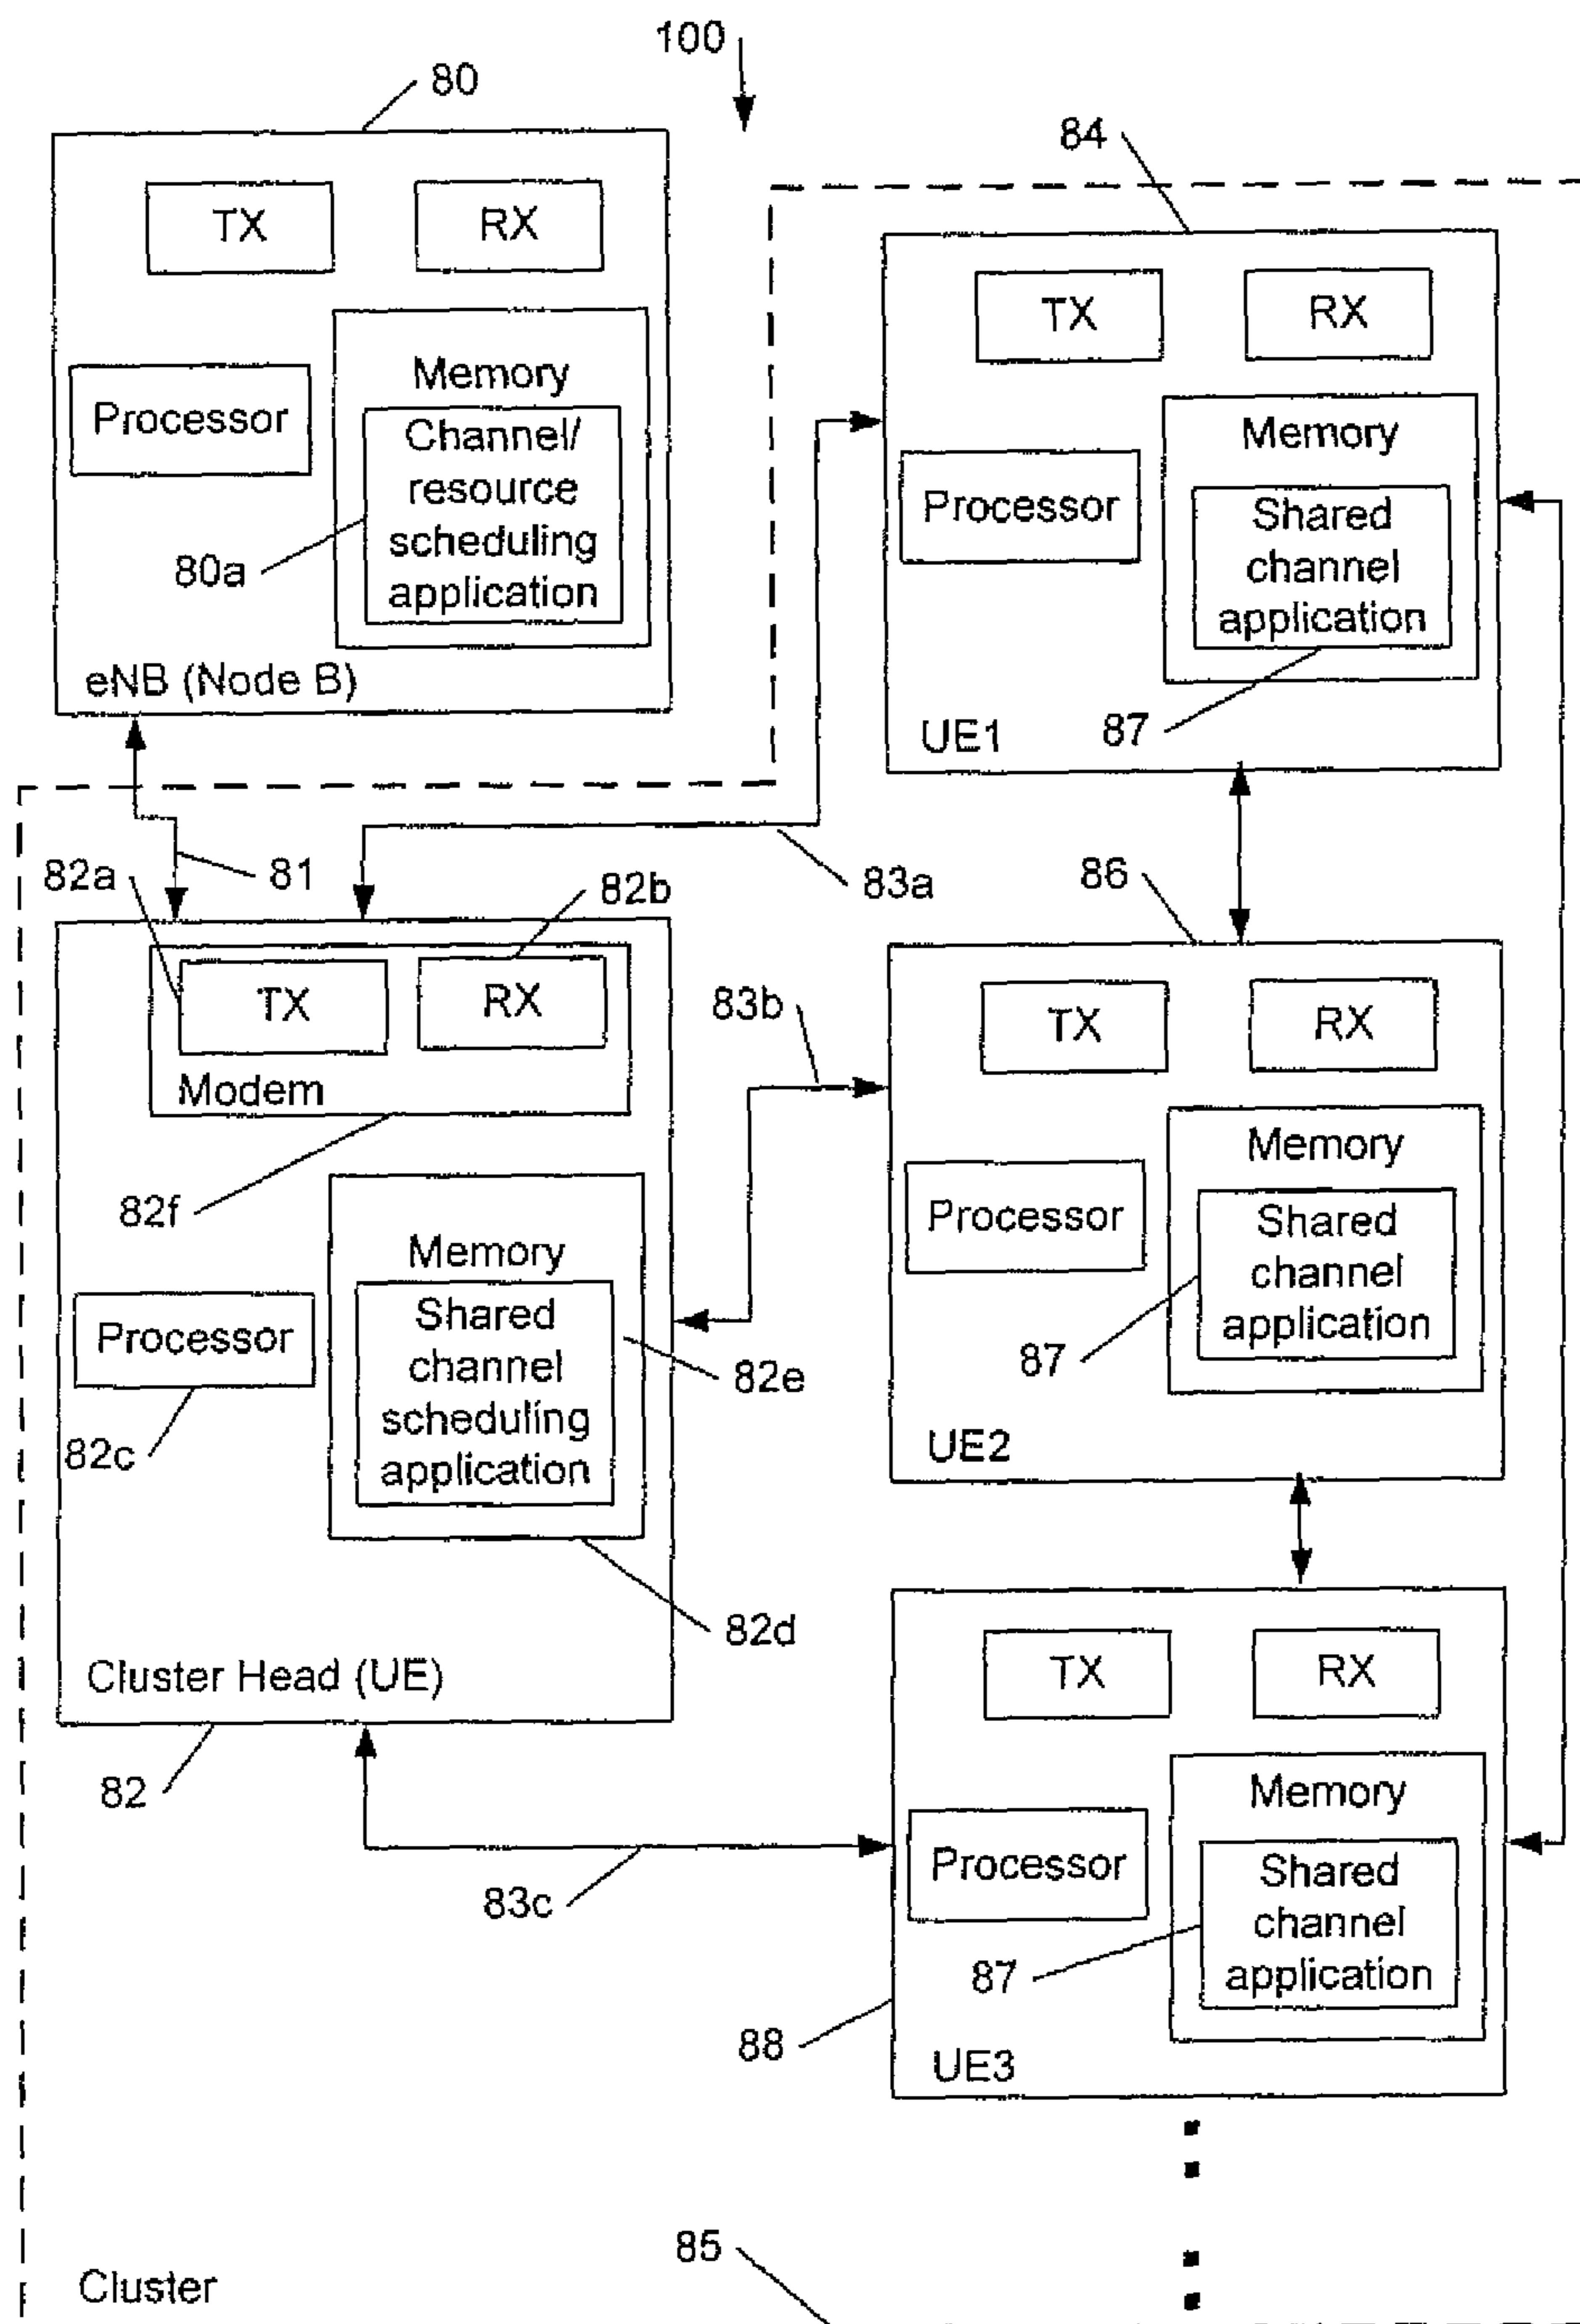 100
80
TX
RX
Processor
Memory
Channel/
resource
scheduling
application
80a
eNB (Node B)
84
TX
RX
Processor
Memory
Shared
channel
application
87
UE1
81
82a
82b
83a
TX
RX
Modem
82f
Processor
82c
Memory
Shared
channel
scheduling
application
82e
82d
Cluster Head (UE)
82
83b
86
TX
RX
Processor
Memory
Shared
channel
application
87
UE2
83c
TX
RX
Processor
Memory
Shared
channel
application
87
88
UE3
85
Cluster